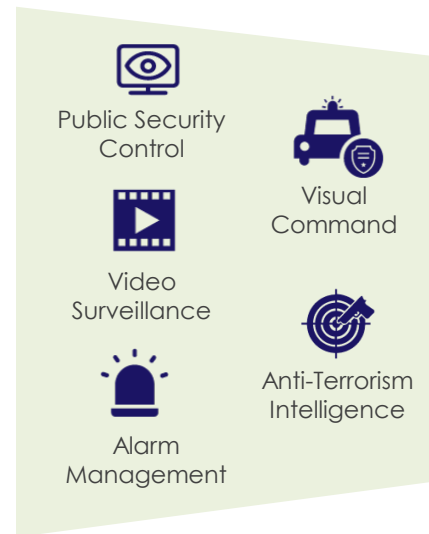 Public Security
Control
Visual
Command
Video
Surveillance
Anti-Terrorism
Intelligence
Alarm
Management